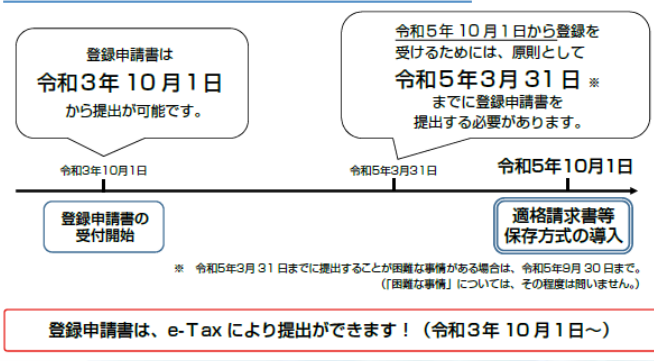 登録申請書は
令和3年 10月1日
から提出が可能です。
令和5年 10月1日から登録を
受けるためには、原則として
令和5年3月 31日 ※
までに登録申請書を
提出する必要があります。
令和3年10月1日
令和5年3月31日
令和5年10月1日
登録申請書の
受付開始
適格請求書等
保存方式の導入
※ 令和5年3月 31 日までに提出することが困難な事情がある場合は、令和5年9月 30 日まで。
(「困難な事情」については、その程度は問いません。)
登録申請書は、e-Tax により提出ができます!(令和3年 10月1日~)